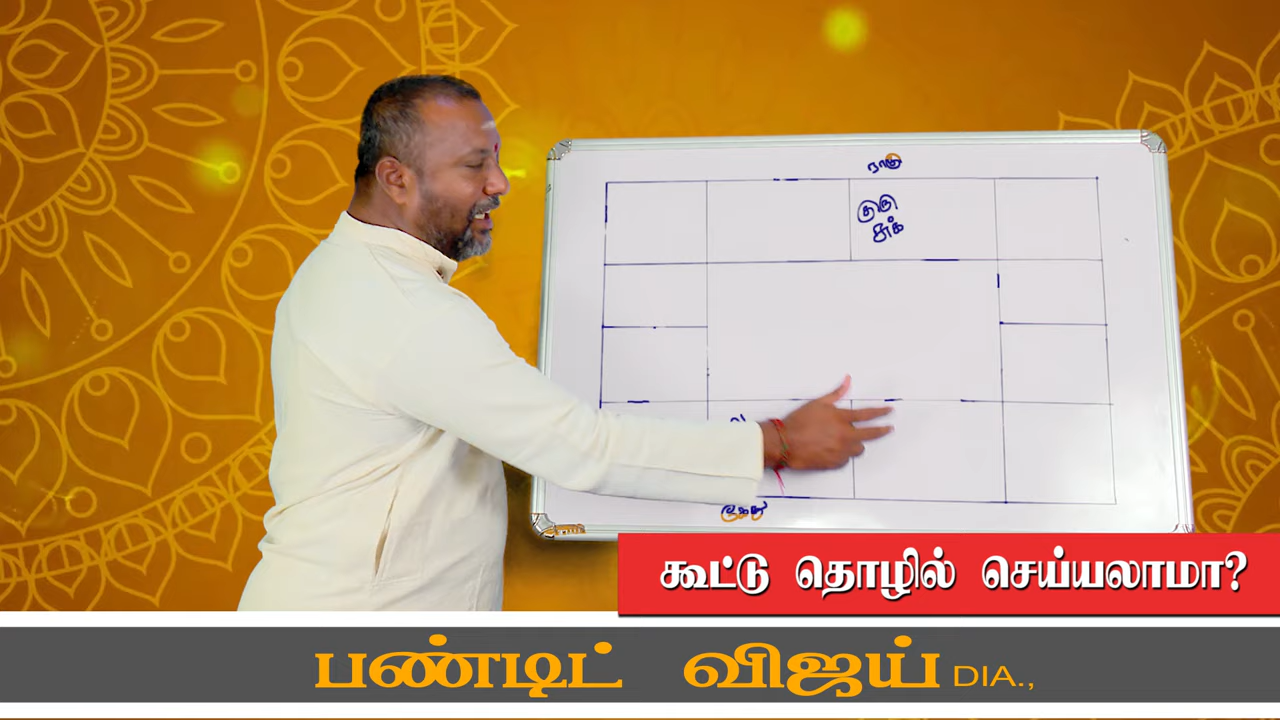 ராகு
குரு
சுக்
கேது
கூட்டு தொழில் செய்யலாமா?
பண்டிட் விஜய் DIA.,